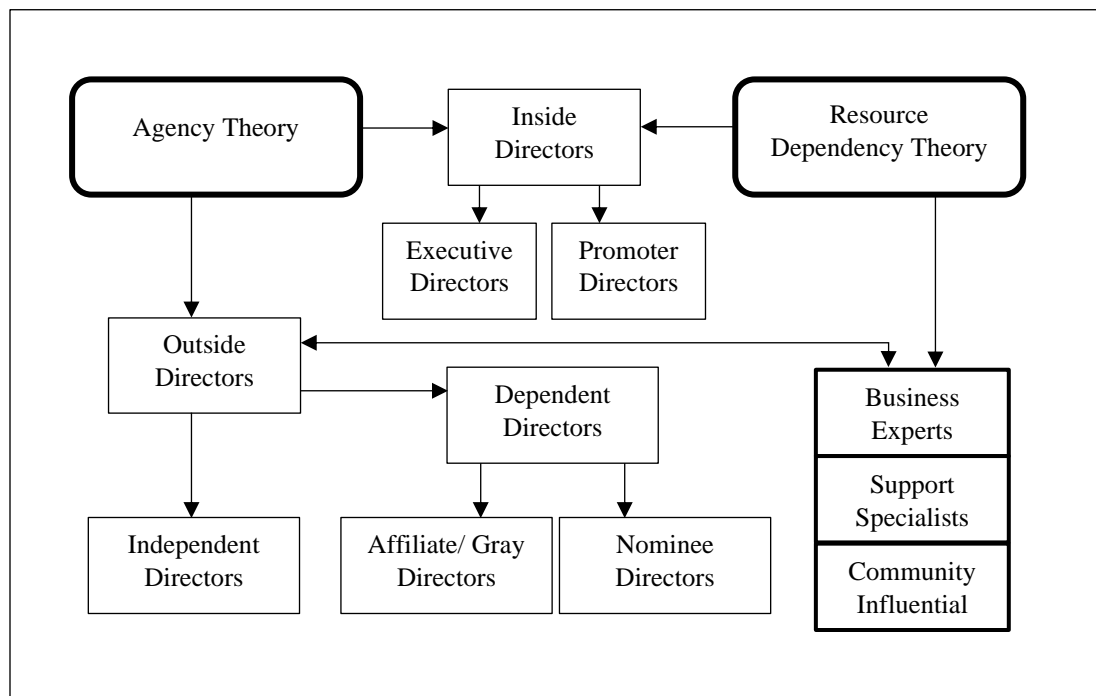 Agency Theory
Inside
Directors
Resource
Dependency Theory
Executive
Directors
Promoter
Directors
Outside
Directors
Dependent
Directors
Business
Experts
Support
Specialists
Community
Influential
Independent
Directors
Affiliate/ Gray
Directors
Nominee
Directors